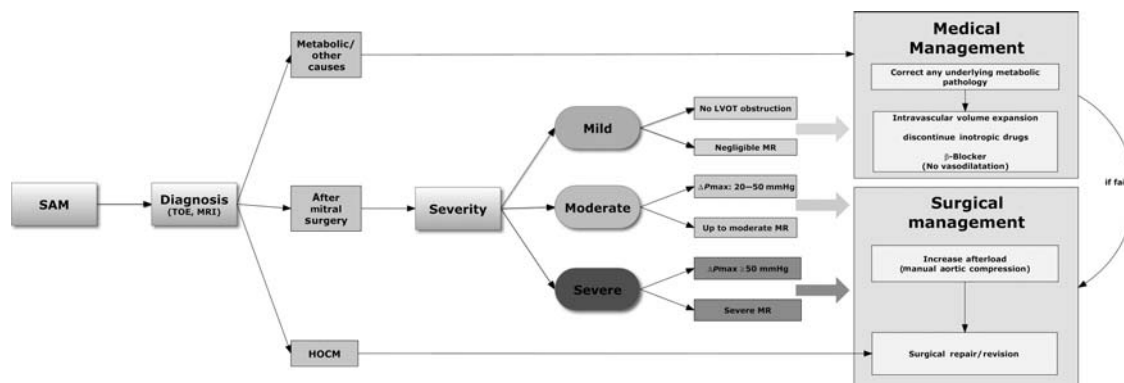 SAM
Diagnosis
(TOE, MRI)
Metabolic/
other
causes
After
mitral
surgery
HOCM
Severity
Mild
Moderate
Severe
No LVOT obstruction
Negligible MR
ΔPmax: 20—50 mmHg
Up to moderate MR
ΔPmax ≥50 mmHg
Severe MR
Medical
Management
Correct any underlying metabolic
pathology
Intravascular volume expansion
discontinue inotropic drugs
β-Blocker
(No vasodilatation)
if fai
Surgical
management
Increase afterload
(manual aortic compression)
Surgical repair/revision